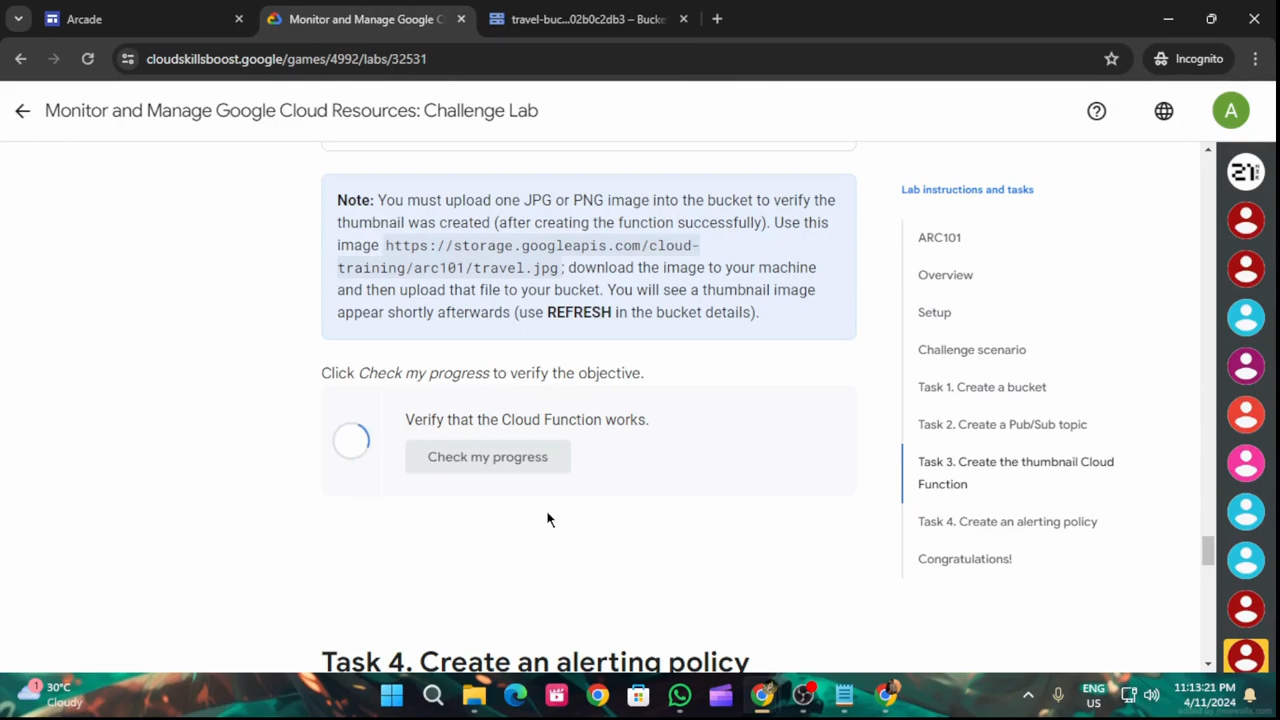 Arcade
Monitor and Manage Google C
travel-buc...02b0c2db3 – Bucke
cloudskillsboost.google/games/4992/labs/32531
Incognito
Monitor and Manage Google Cloud Resources: Challenge Lab
A
Note: You must upload one JPG or PNG image into the bucket to verify the
thumbnail was created (after creating the function successfully). Use this
image https://storage.googleapis.com/cloud-
training/arc101/travel.jpg; download the image to your machine
and then upload that file to your bucket. You will see a thumbnail image
appear shortly afterwards (use REFRESH in the bucket details).
Click Check my progress to verify the objective.
Verify that the Cloud Function works.
Check my progress
Task 4. Create an alerting policy
Lab instructions and tasks
ARC101
Overview
Setup
Challenge scenario
Task 1. Create a bucket
Task 2. Create a Pub/Sub topic
Task 3. Create the thumbnail Cloud
Function
Task 4. Create an alerting policy
Congratulations!
21
1
30°C
Cloudy
ENG
US
11:13:21 PM
4/11/2024